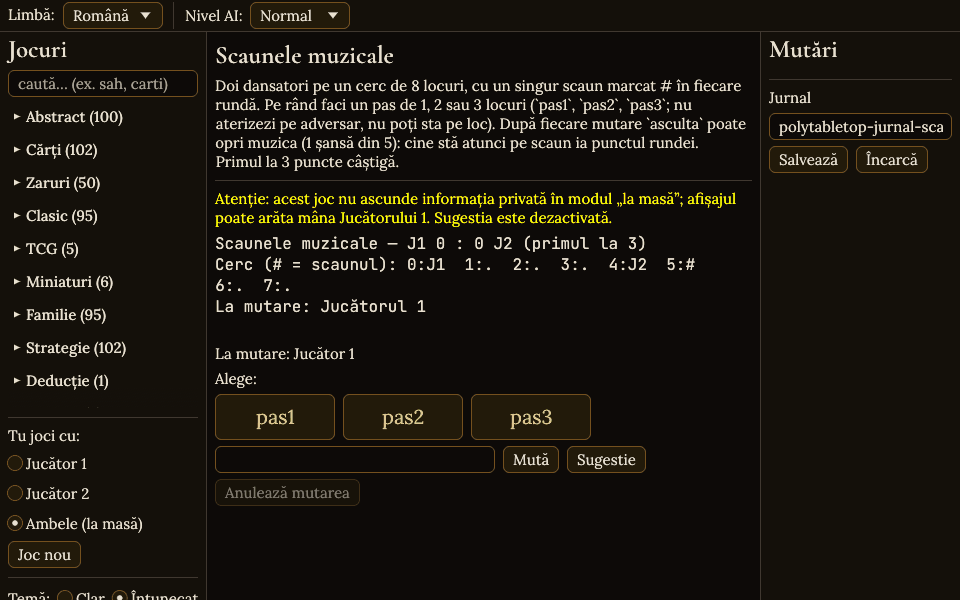 Limbă: Română ▼ Nivel AI: Normal ▼
Jocuri
caută... (ex. sah, carti)
▸ Abstract (100)
▸ Cărți (102)
▸ Zaruri (50)
▸ Clasic (95)
▸ TCG (5)
▸ Miniaturi (6)
▸ Familie (95)
▸ Strategie (102)
▸ Deducție (1)
Tu joci cu:
Jucător 1
Jucător 2
Ambele (la masă)
Joc nou
Temă: Clar Întunecat
Scaunele muzicale
Doi dansatori pe un cerc de 8 locuri, cu un singur scaun marcat # în fiecare
rundă. Pe rând faci un pas de 1, 2 sau 3 locuri (`pas1`, `pas2`, `pas3`; nu
aterizezi pe adversar, nu poți sta pe loc). După fiecare mutare `asculta` poate
opri muzica (1 șansă din 5): cine stă atunci pe scaun ia punctul rundei.
Primul la 3 puncte câștigă.
Atenție: acest joc nu ascunde informația privată în modul „la masă”; afișajul
poate arăta mâna Jucătorului 1. Sugestia este dezactivată.
Scaunele muzicale — J1 0 : 0 J2 (primul la 3)
Cerc (# = scaunul): 0:J1 1:. 2:. 3:. 4:J2 5:#
6:. 7:.
La mutare: Jucătorul 1
La mutare: Jucător 1
Alege:
pas1 pas2 pas3
Mută Sugestie
Anulează mutarea
Mutări
Jurnal
polytabletop-jurnal-sca
Salvează Încarcă